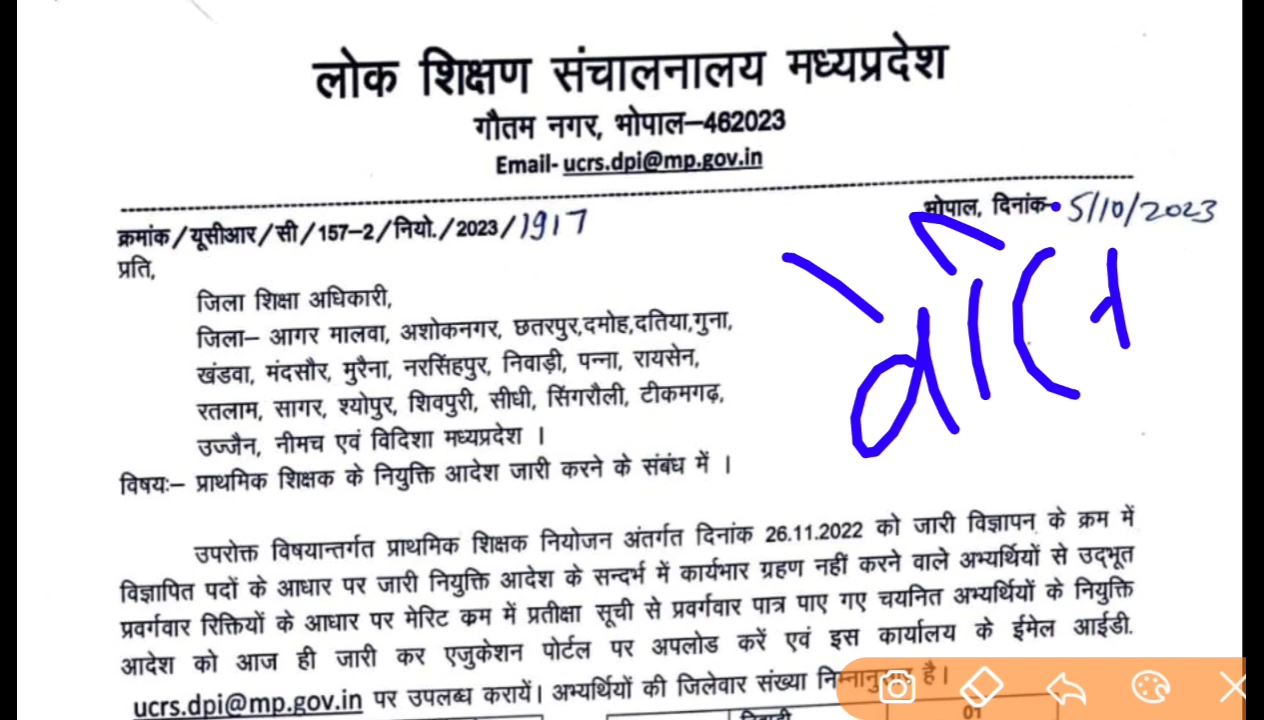 लोक शिक्षण संचालनालय मध्यप्रदेश
गौतम नगर, भोपाल–462023
Email- ucrs.dpi@mp.gov.in
भोपाल, दिनांक- 5/10/2023
क्रमांक/यूसीआर/सी/157–2/नियो./2023/1917
प्रति,
जिला शिक्षा अधिकारी,
जिला– आगर मालवा, अशोकनगर, छतरपुर,दमोह,दतिया,गुना,
खंडवा, मंदसौर, मुरैना, नरसिंहपुर, निवाड़ी, पन्ना, रायसेन,
रतलाम, सागर, श्योपुर, शिवपुरी, सीधी, सिंगरौली, टीकमगढ़,
उज्जैन, नीमच एवं विदिशा मध्यप्रदेश ।
विषयः– प्राथमिक शिक्षक के नियुक्ति आदेश जारी करने के संबंध में ।
उपरोक्त विषयान्तर्गत प्राथमिक शिक्षक नियोजन अंतर्गत दिनांक 26.11.2022 को जारी विज्ञापन के क्रम में
विज्ञापित पदों के आधार पर जारी नियुक्ति आदेश के सन्दर्भ में कार्यभार ग्रहण नहीं करने वाले अभ्यर्थियों से उद्भूत
प्रवर्गवार रिक्तियों के आधार पर मेरिट क्रम में प्रतीक्षा सूची से प्रवर्गवार पात्र पाए गए चयनित अभ्यर्थियों के नियुक्ति
आदेश को आज ही जारी कर एजुकेशन पोर्टल पर अपलोड करें एवं इस कार्यालय के ईमेल आईडी.
ucrs.dpi@mp.gov.in पर उपलब्ध करायें। अभ्यर्थियों की जिलेवार संख्या निम्नानुसार है।
निवाड़ी 01